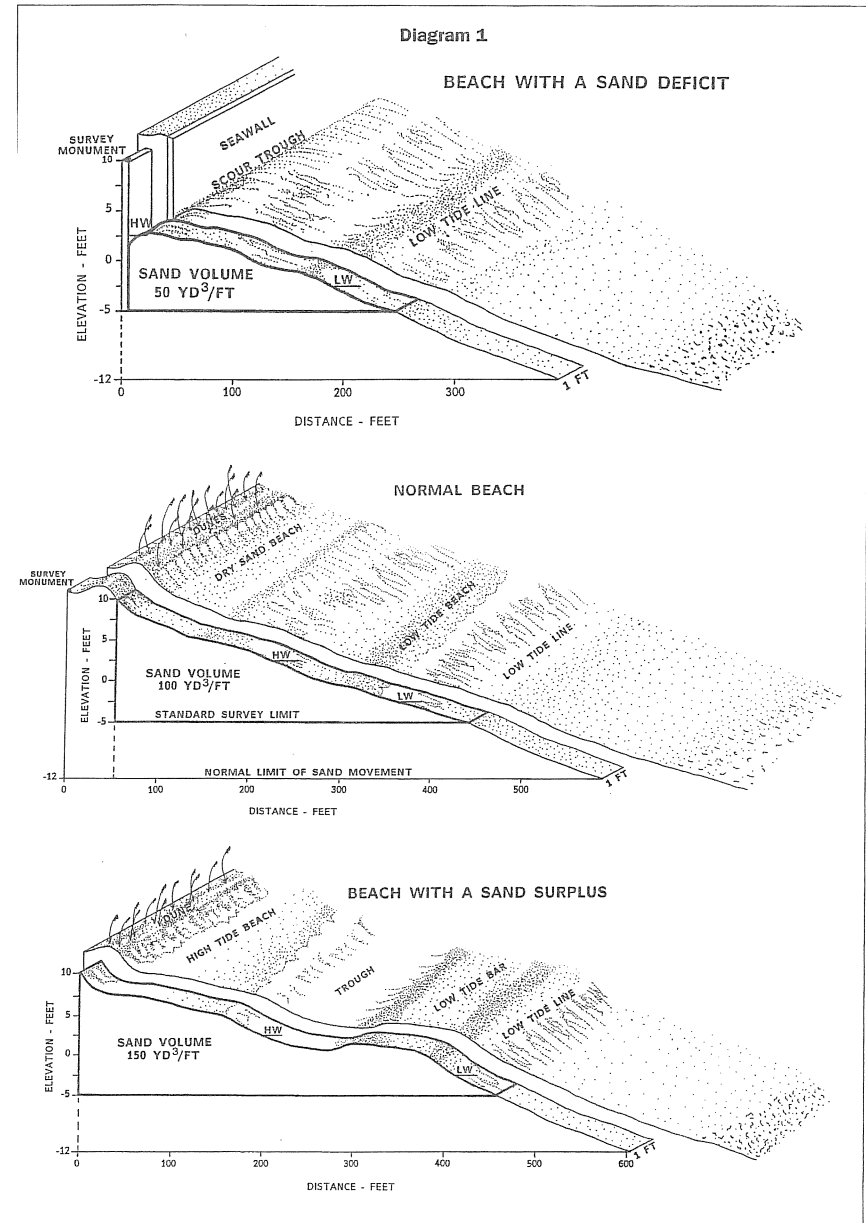 Diagram 1
BEACH WITH A SAND DEFICIT
SURVEY
MONUMENT
SEAWALL
SCOUR TROUGH
LOW TIDE LINE
10
5
0
-5
-12
ELEVATION - FEET
HW
SAND VOLUME
50 YD³/FT
LW
0 100 200 300
1 FT
DISTANCE - FEET
NORMAL BEACH
SURVEY
MONUMENT
DUNES
DRY SAND BEACH
LOW TIDE BEACH
LOW TIDE LINE
10
5
0
-5
-12
ELEVATION - FEET
HW
SAND VOLUME
100 YD³/FT
LW
STANDARD SURVEY LIMIT
NORMAL LIMIT OF SAND MOVEMENT
0 100 200 300 400 500
1 FT
DISTANCE - FEET
BEACH WITH A SAND SURPLUS
DUNE
HIGH TIDE BEACH
TROUGH
LOW TIDE BAR
LOW TIDE LINE
10
5
0
-5
-12
ELEVATION - FEET
HW
SAND VOLUME
150 YD³/FT
LW
0 100 200 300 400 500 600
1 FT
DISTANCE - FEET